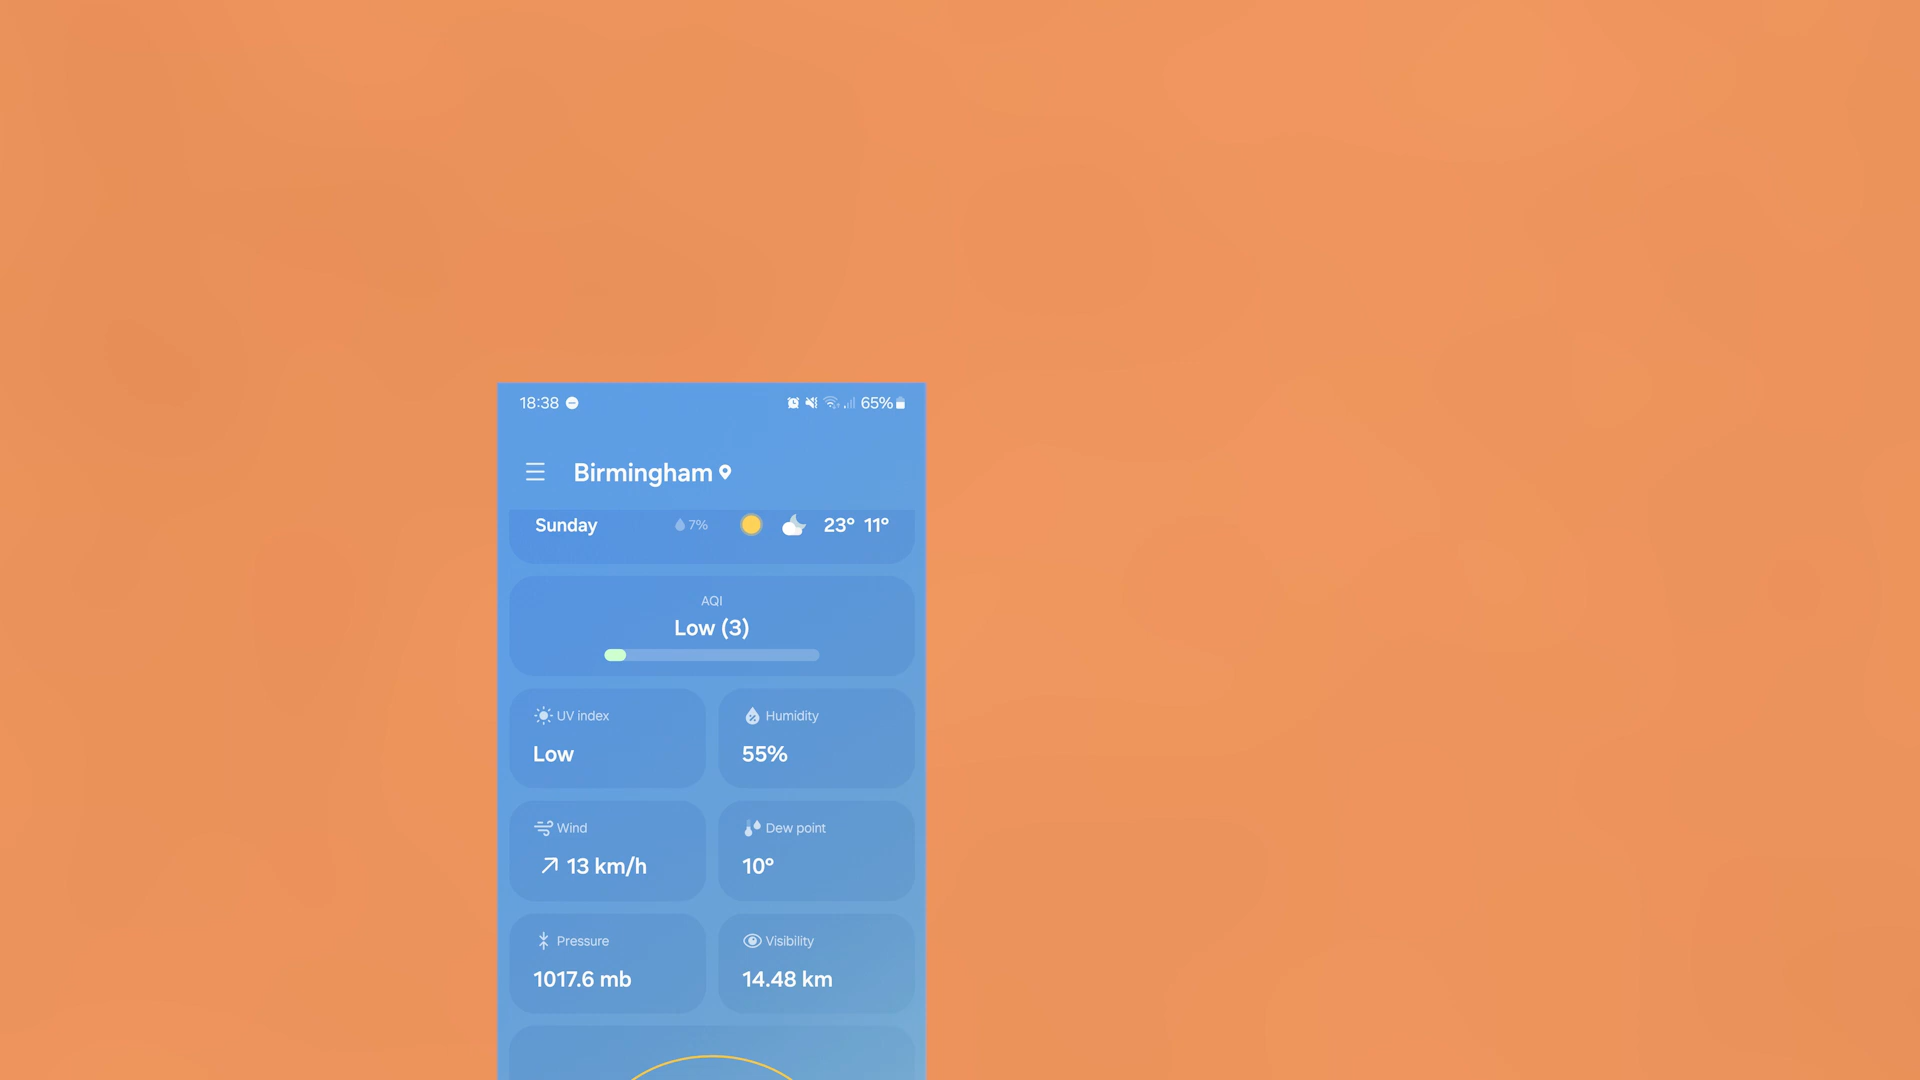 18:38 65%
Birmingham
Sunday 7% 23° 11°
AQI
Low (3)
UV index Humidity
Low 55%
Wind Dew point
13 km/h 10°
Pressure Visibility
1017.6 mb 14.48 km